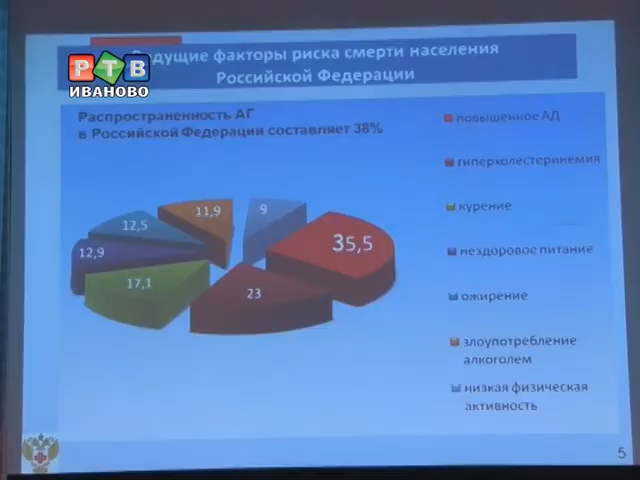 РТВ
ИВАНОВО
Ведущие факторы риска смерти населения
Российской Федерации
Распространенность АГ
в Российской Федерации составляет 38%
повышенное АД
гиперхолестеринемия
курение
нездоровое питание
ожирение
злоупотребление
алкоголем
низкая физическая
активность
35,5
23
17,1
12,9
12,5
11,9
9
5